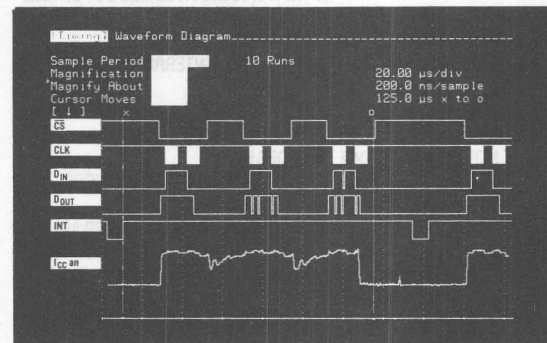 Timing Waveform Diagram
Sample Period 10 Runs
Magnification 20.00 µs/div
*Magnify About 200.0 ns/sample
Cursor Moves 125.0 µs x to o
[ ↓ ] x o
CS
CLK
DIN
DOUT
INT
ICC an